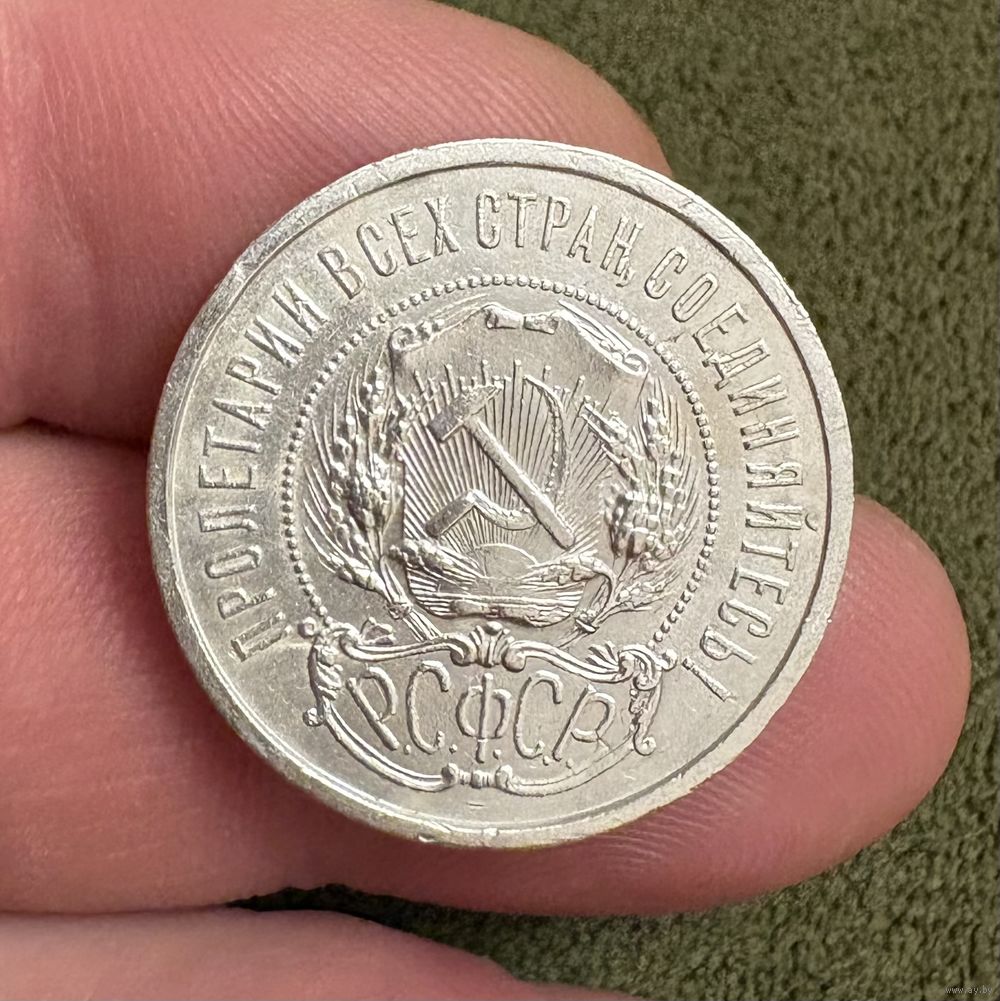 ПРОЛЕТАРИИ ВСЕХ СТРАН, СОЕДИНЯЙТЕСЬ!
Р.С.Ф.С.Р.
www.ay.by